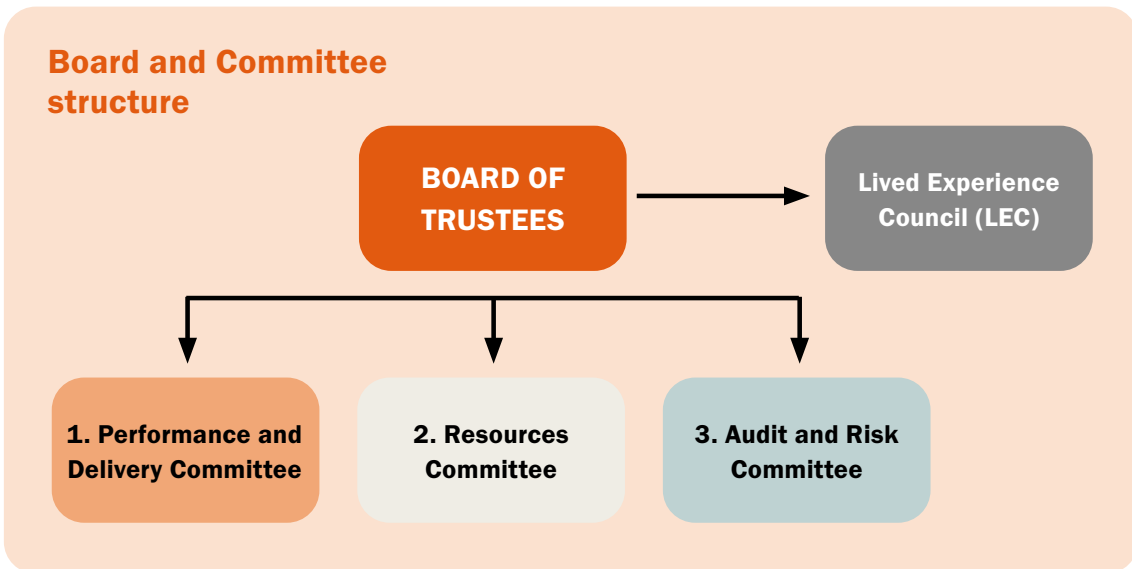 Board and Committee
structure
BOARD OF
TRUSTEES
Lived Experience
Council (LEC)
1. Performance and
Delivery Committee
2. Resources
Committee
3. Audit and Risk
Committee